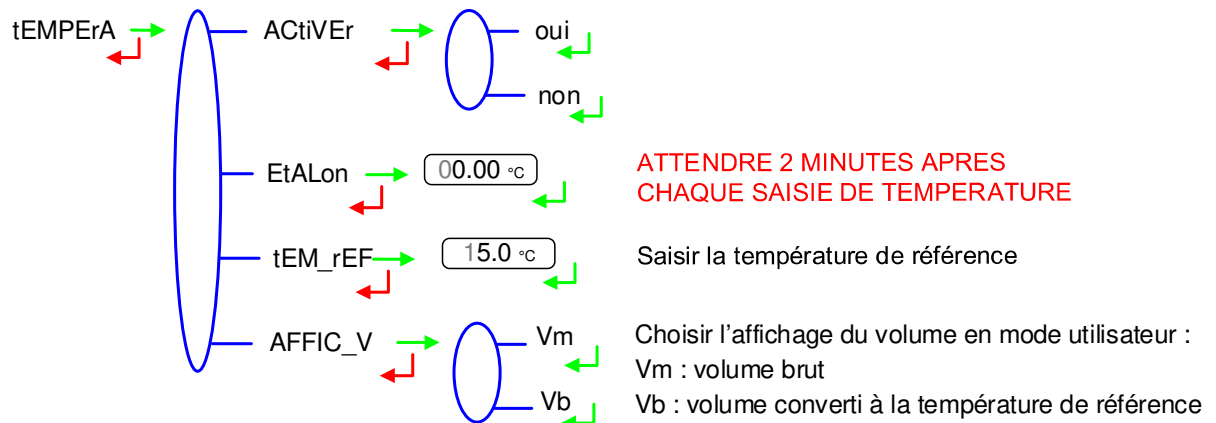 tEMPErA
ACtiVEr
oui
non
EtALon
00.00 °C
ATTENDRE 2 MINUTES APRES
CHAQUE SAISIE DE TEMPERATURE
tEM_rEF
15.0 °C
Saisir la température de référence
AFFIC_V
Vm
Vb
Choisir l'affichage du volume en mode utilisateur :
Vm : volume brut
Vb : volume converti à la température de référence